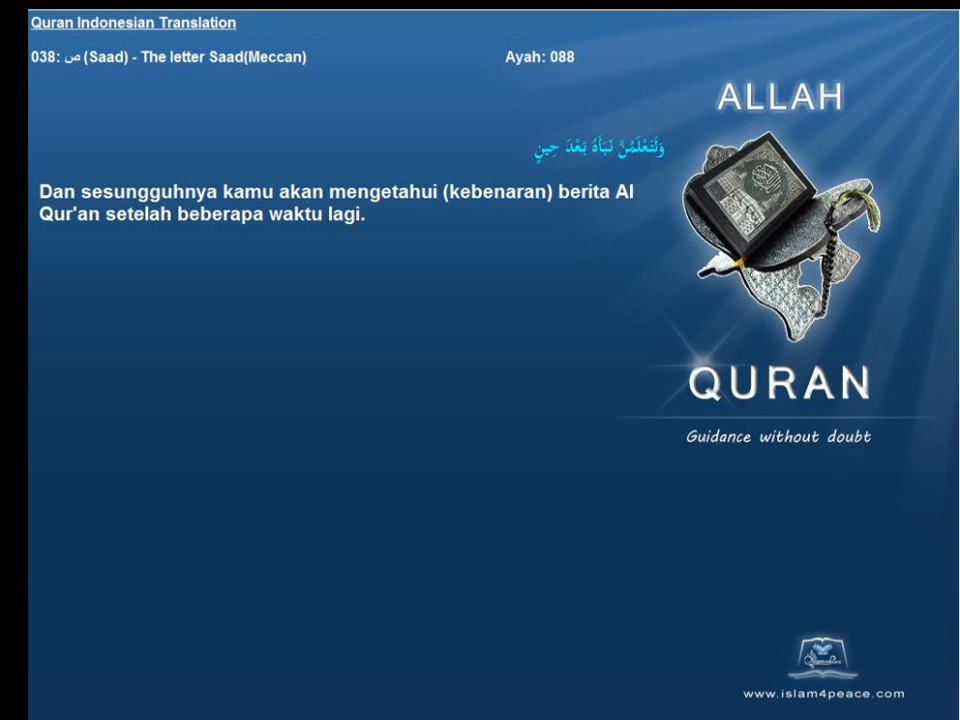 Quran Indonesian Translation
038: ص (Saad) - The letter Saad(Meccan) Ayah: 088
ALLAH
وَلَتَعْلَمُنَّ نَبَأَهُ بَعْدَ حِينٍ
Dan sesungguhnya kamu akan mengetahui (kebenaran) berita Al
Qur'an setelah beberapa waktu lagi.
QURAN
Guidance without doubt
www.islam4peace.com